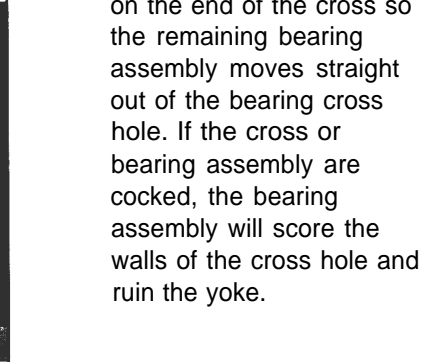 on the end of the cross so
the remaining bearing
assembly moves straight
out of the bearing cross
hole. If the cross or
bearing assembly are
cocked, the bearing
assembly will score the
walls of the cross hole and
ruin the yoke.